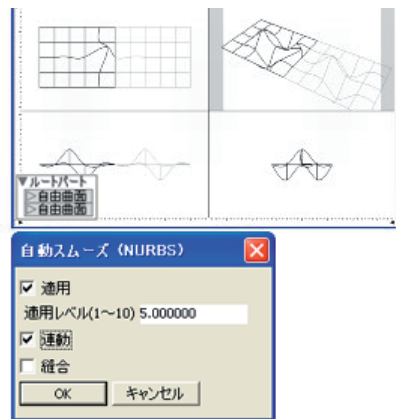 ▼ルートパート
▷自由曲面
▷自由曲面
自動スムーズ（NURBS）
適用
適用レベル(1～10) 5.000000
連動
縫合
OK キャンセル